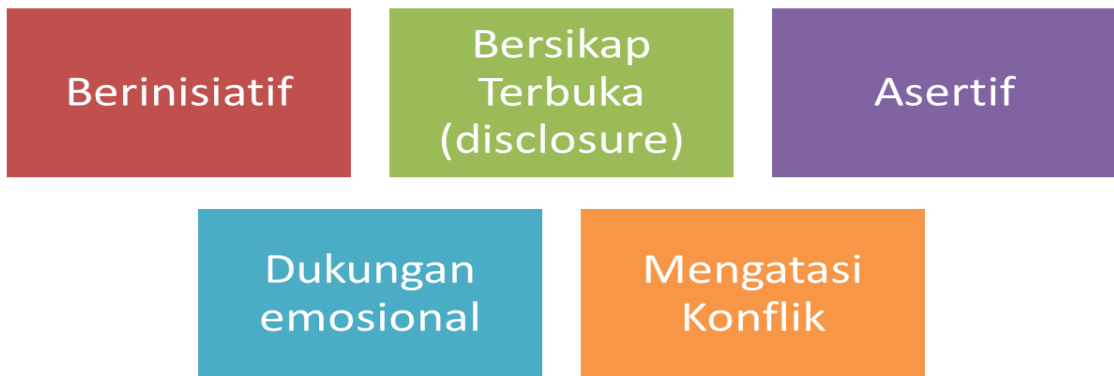 Berinisiatif
Bersikap
Terbuka
(disclosure)
Asertif
Dukungan
emosional
Mengatasi
Konflik